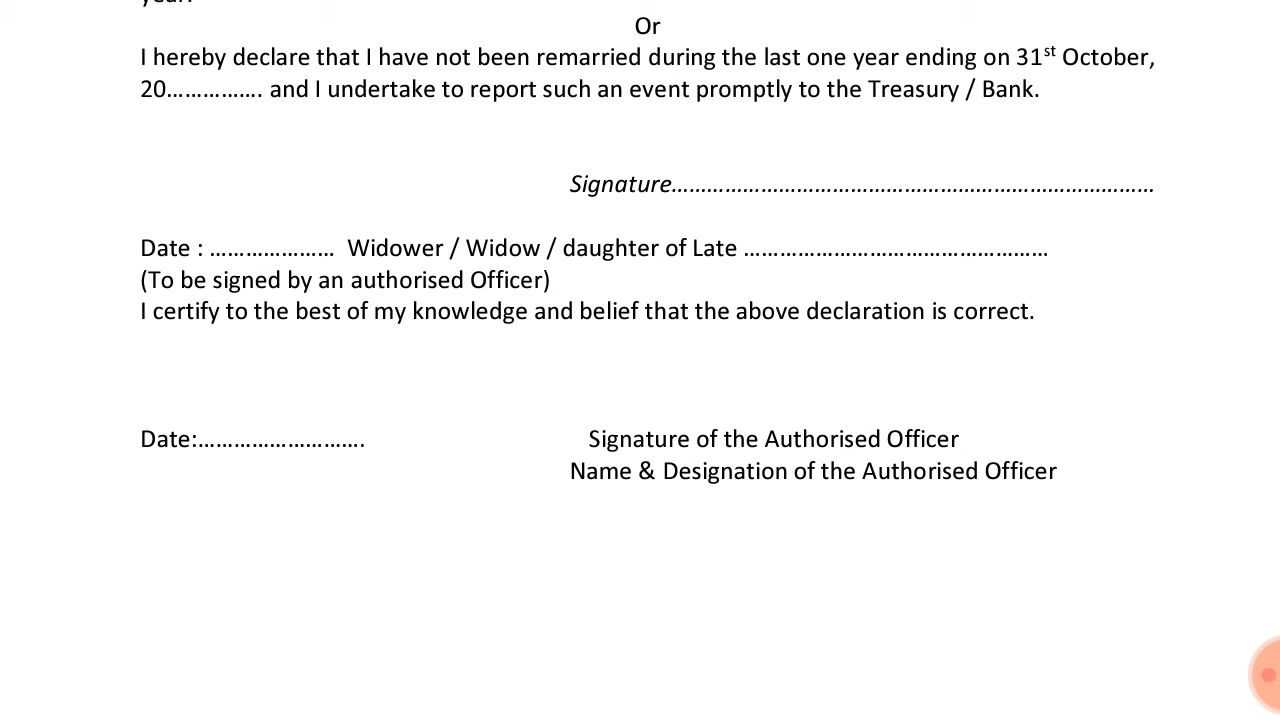 year.
Or
I hereby declare that I have not been remarried during the last one year ending on 31st October,
20……………. and I undertake to report such an event promptly to the Treasury / Bank.
Signature………………………………………………………………………
Date : ………………… Widower / Widow / daughter of Late ……………………………………………
(To be signed by an authorised Officer)
I certify to the best of my knowledge and belief that the above declaration is correct.
Date:………………………. Signature of the Authorised Officer
Name & Designation of the Authorised Officer